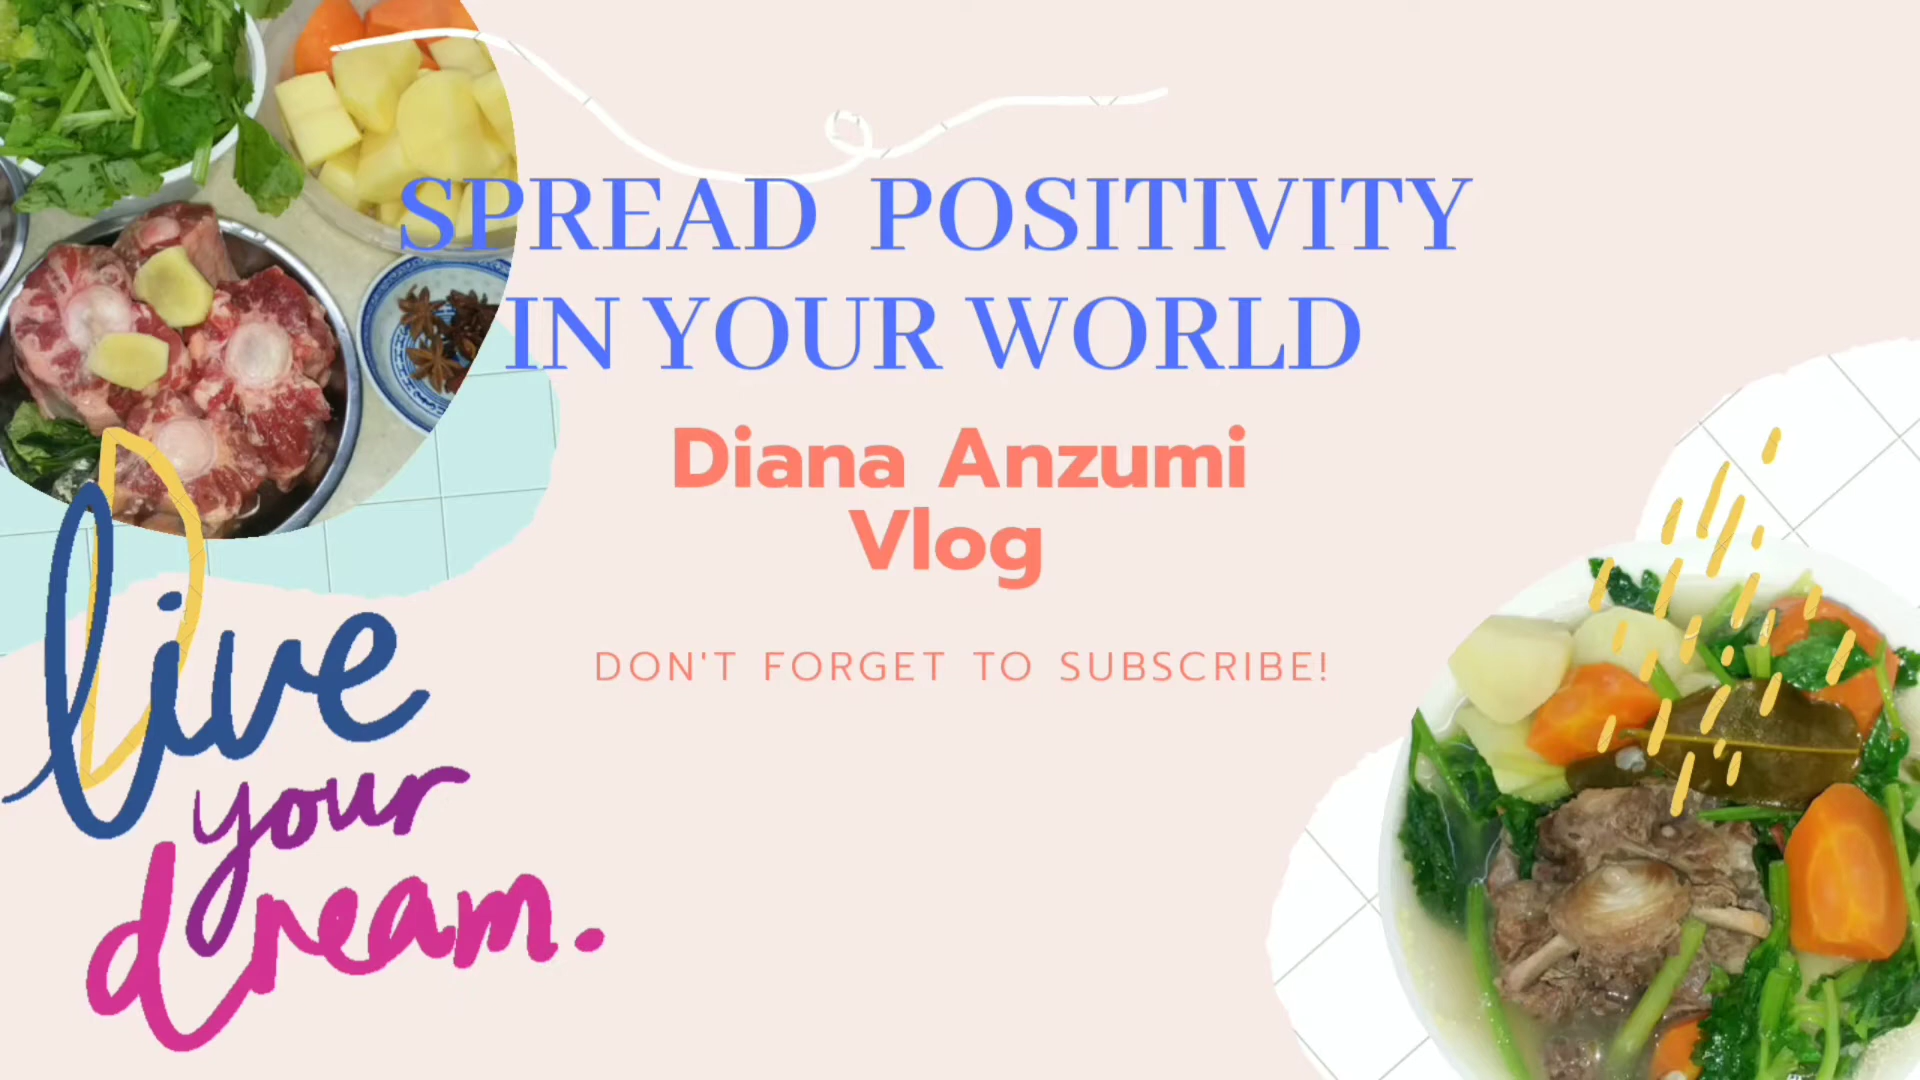 SPREAD POSITIVITY
IN YOUR WORLD
Diana Anzumi
Vlog
DON'T FORGET TO SUBSCRIBE!
Live
your
dream.